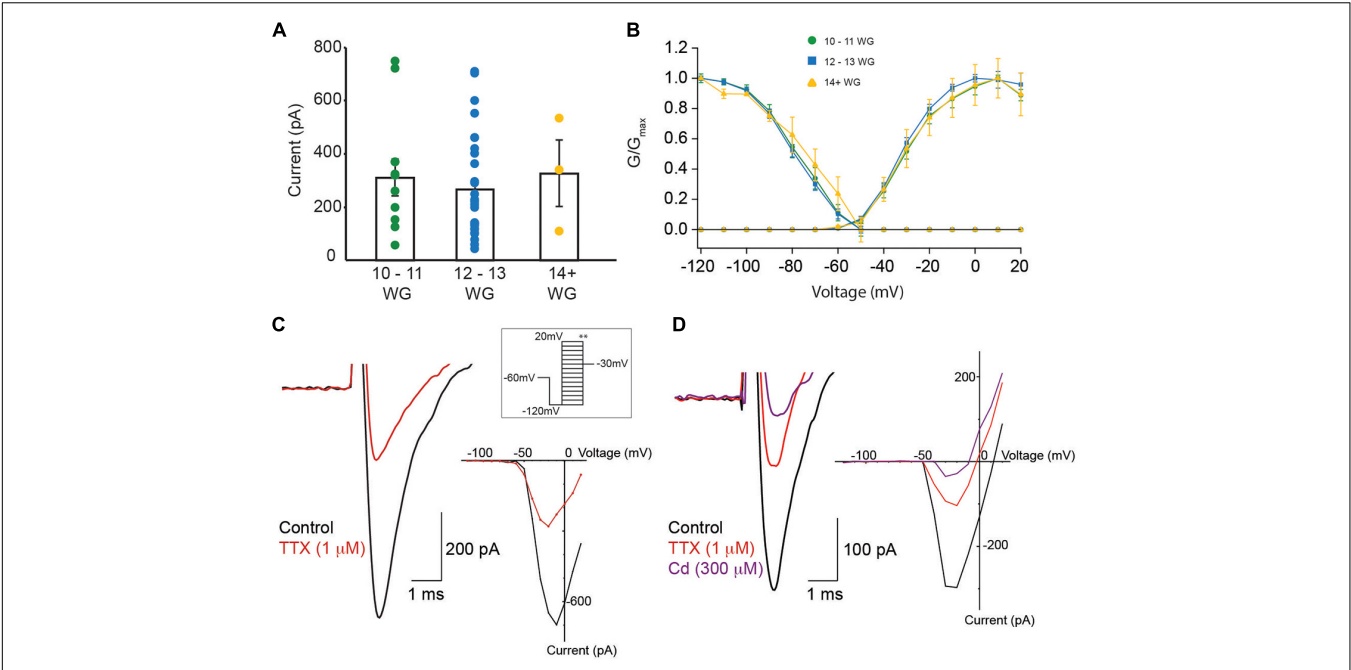 A
800
600
400
200
0
Current (pA)
10 - 11
WG
12 - 13
WG
14+
WG
B
10 - 11 WG
12 - 13 WG
14+ WG
1.2
1.0
0.8
0.6
0.4
0.2
0.0
G/Gmax
-120
-100
-80
-60
-40
-20
0
20
Voltage (mV)
C
20mV
**
-30mV
-60mV
-120mV
-100
-50
0
Voltage (mV)
-600
Current (pA)
Control
TTX (1 μM)
200 pA
1 ms
D
200
-100
-50
0
Voltage (mV)
-200
Current (pA)
Control
TTX (1 μM)
Cd (300 μM)
100 pA
1 ms